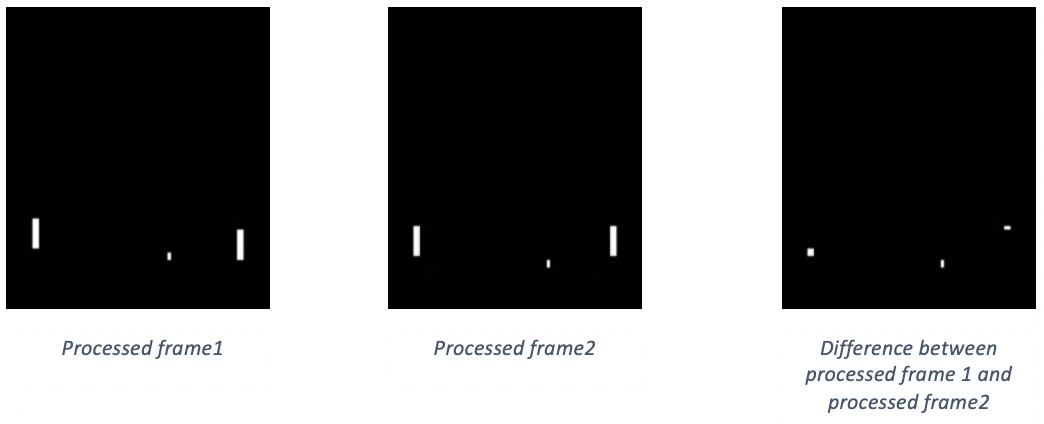 Processed frame1
Processed frame2
Difference between
processed frame 1 and
processed frame2